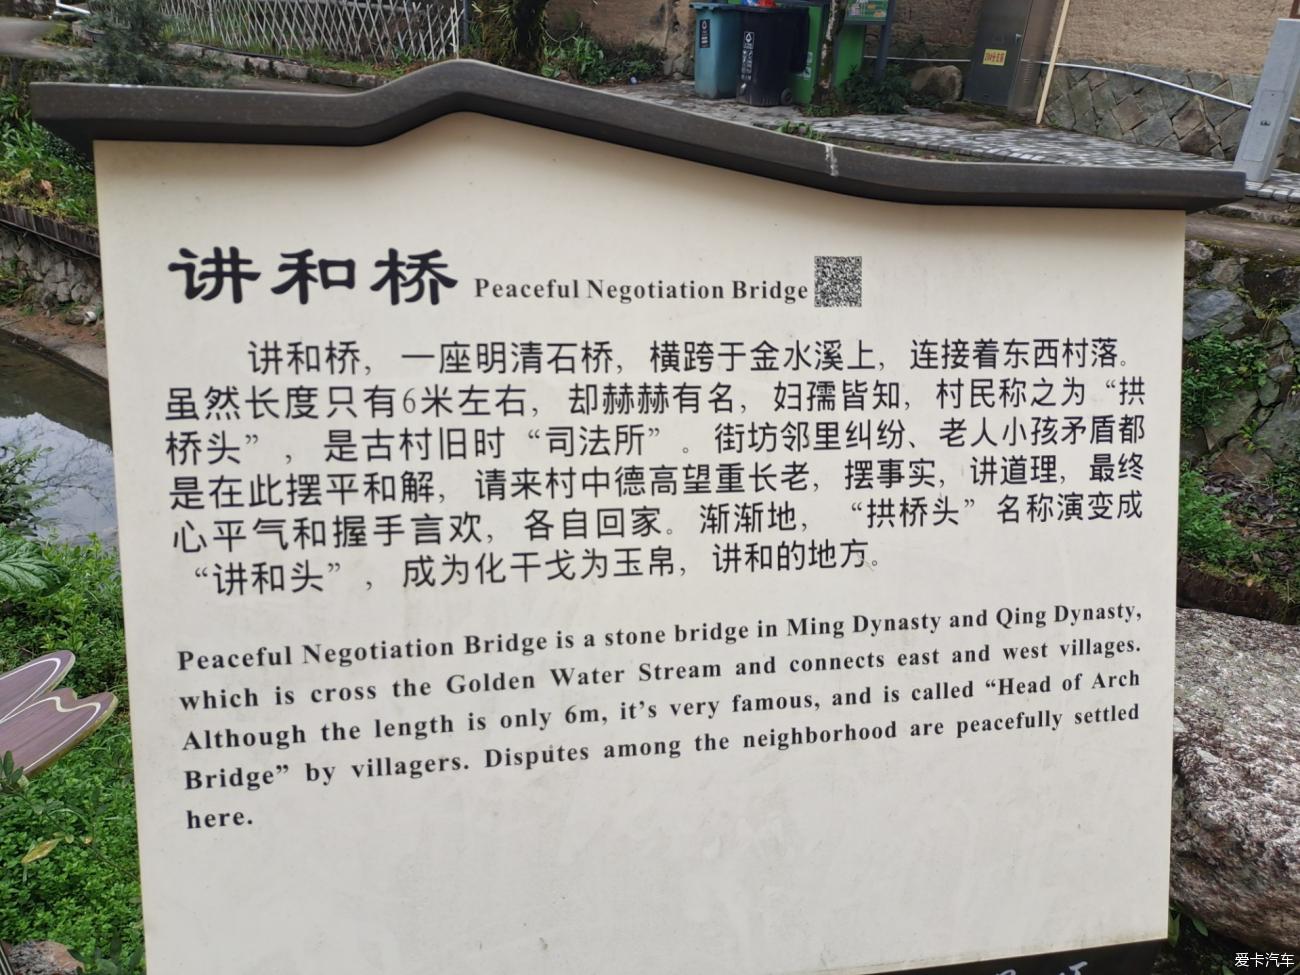 讲和桥 Peaceful Negotiation Bridge
讲和桥，一座明清石桥，横跨于金水溪上，连接着东西村落。
虽然长度只有6米左右，却赫赫有名，妇孺皆知，村民称之为“拱
桥头”，是古村旧时“司法所”。街坊邻里纠纷、老人小孩矛盾都
是在此摆平和解，请来村中德高望重长老，摆事实，讲道理，最终
心平气和握手言欢，各自回家。渐渐地，“拱桥头”名称演变成
“讲和头”，成为化干戈为玉帛，讲和的地方。
Peaceful Negotiation Bridge is a stone bridge in Ming Dynasty and Qing Dynasty,
which is cross the Golden Water Stream and connects east and west villages.
Although the length is only 6m, it’s very famous, and is called “Head of Arch
Bridge” by villagers. Disputes among the neighborhood are peacefully settled
here.
爱卡汽车